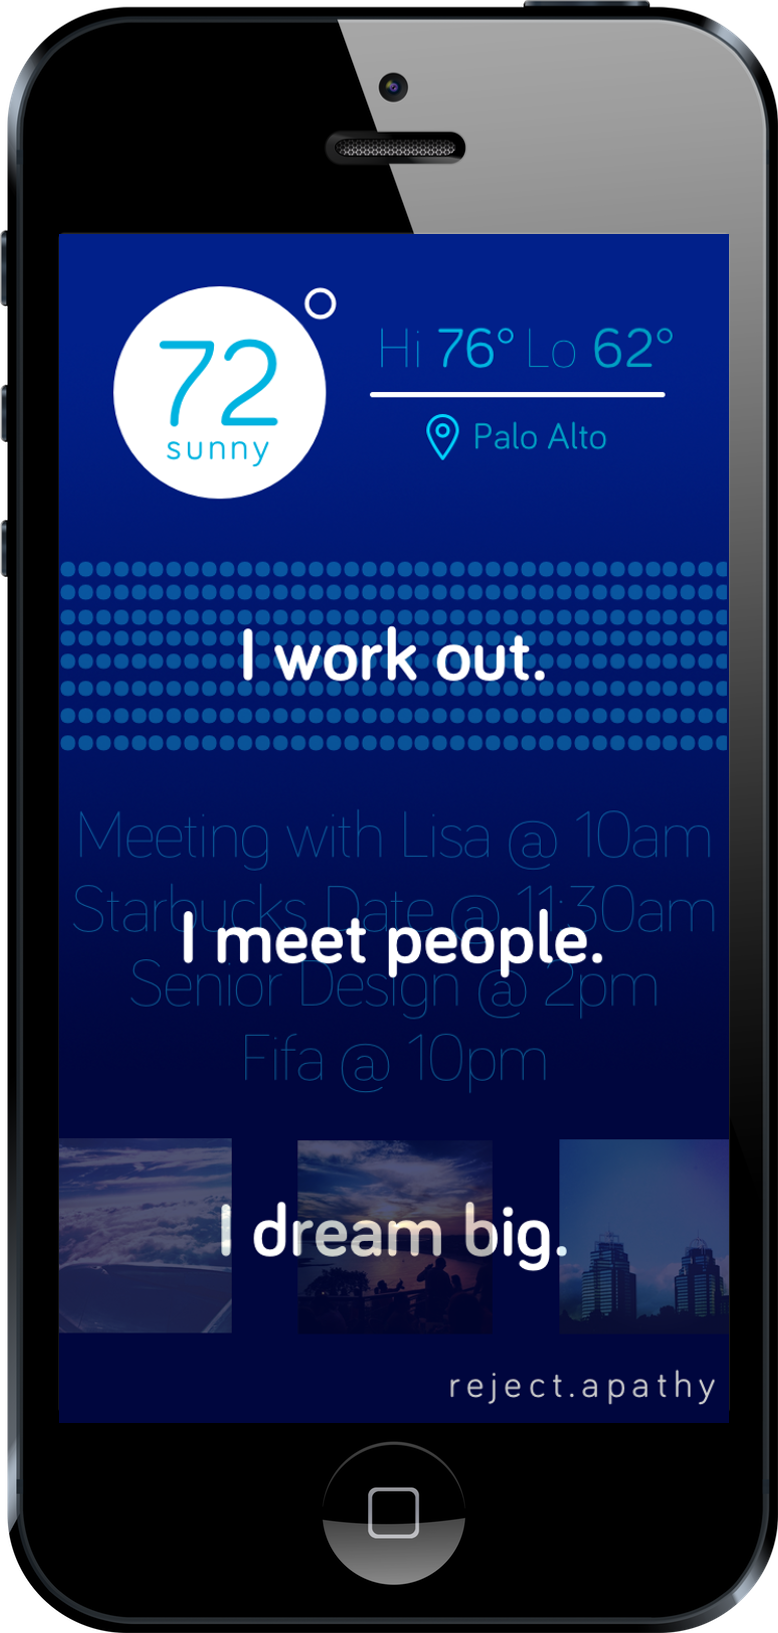 72°
sunny
Hi 76° Lo 62°
Palo Alto
I work out.
Meeting with Lisa @ 10am
Starbucks Date @ 11:30am
I meet people.
Senior Design @ 2pm
Fifa @ 10pm
I dream big.
reject.apathy